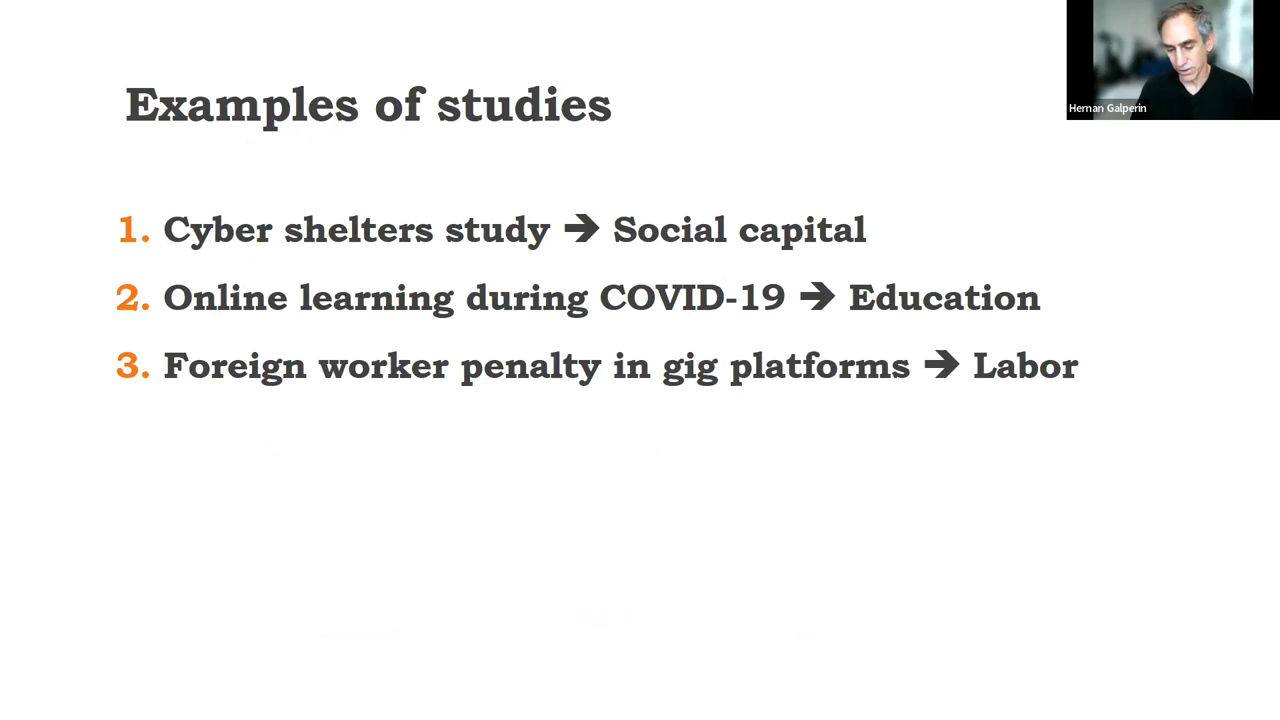 Examples of studies
Hernan Galperin
1. Cyber shelters study ➔ Social capital
2. Online learning during COVID-19 ➔ Education
3. Foreign worker penalty in gig platforms ➔ Labor